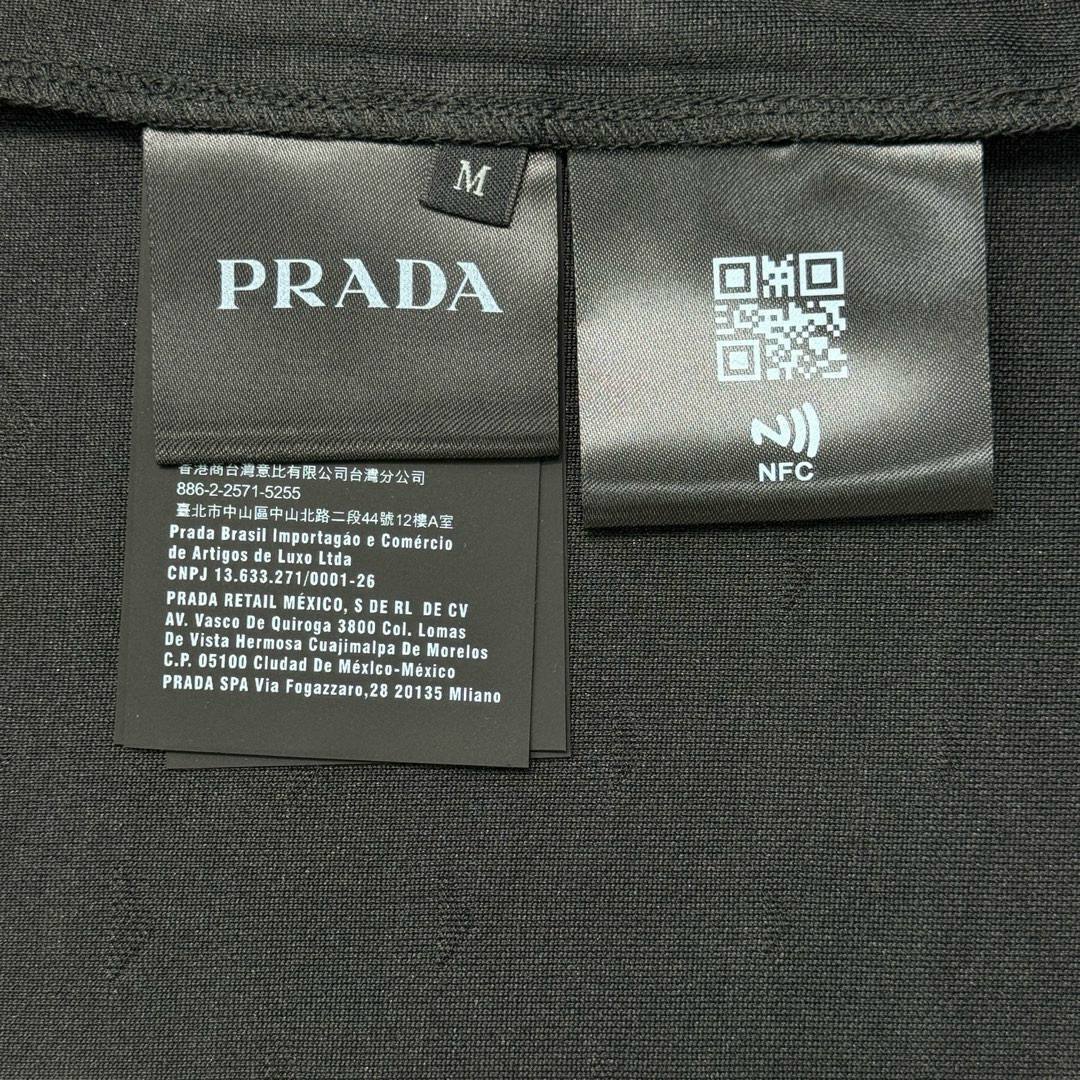 M
PRADA
NFC
香港商台灣意比有限公司台灣分公司
886-2-2571-5255
臺北市中山區中山北路二段44號12樓A室
Prada Brasil Importagáo e Comércio
de Artigos de Luxo Ltda
CNPJ 13.633.271/0001-26
PRADA RETAIL MÉXICO, S DE RL DE CV
AV. Vasco De Quiroga 3800 Col. Lomas
De Vista Hermosa Cuajimalpa De Morelos
C.P. 05100 Cludad De Méxlco-México
PRADA SPA Via Fogazzaro,28 20135 Mliano